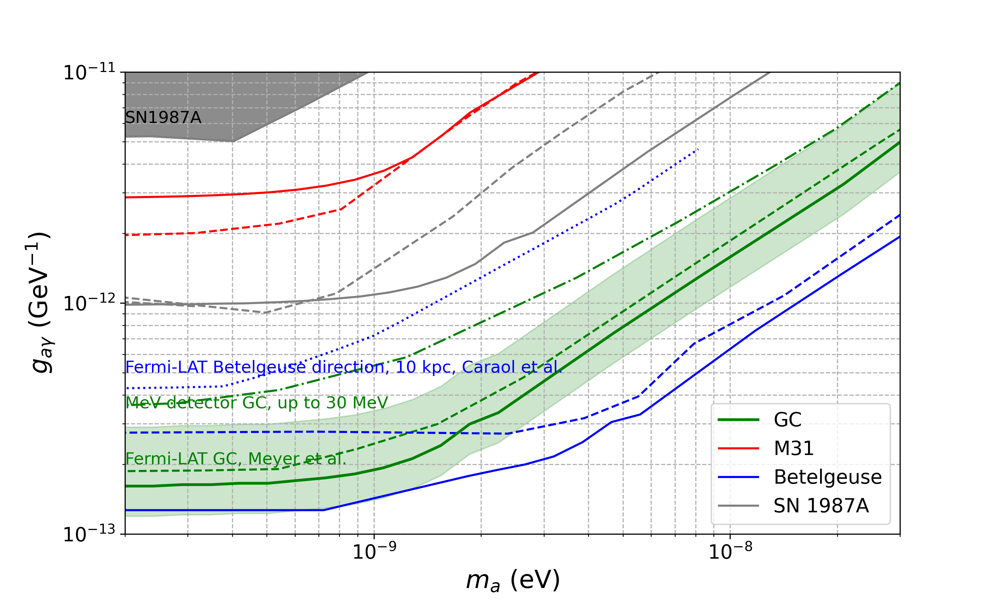 10⁻¹¹
SN1987A
g_{aγ} (GeV⁻¹)
10⁻¹²
Fermi-LAT Betelgeuse direction, 10 kpc, Caraol et al.
MeV detector GC, up to 30 MeV
Fermi-LAT GC, Meyer et al.
GC
M31
Betelgeuse
SN 1987A
10⁻¹³
10⁻⁹
10⁻⁸
m_a (eV)